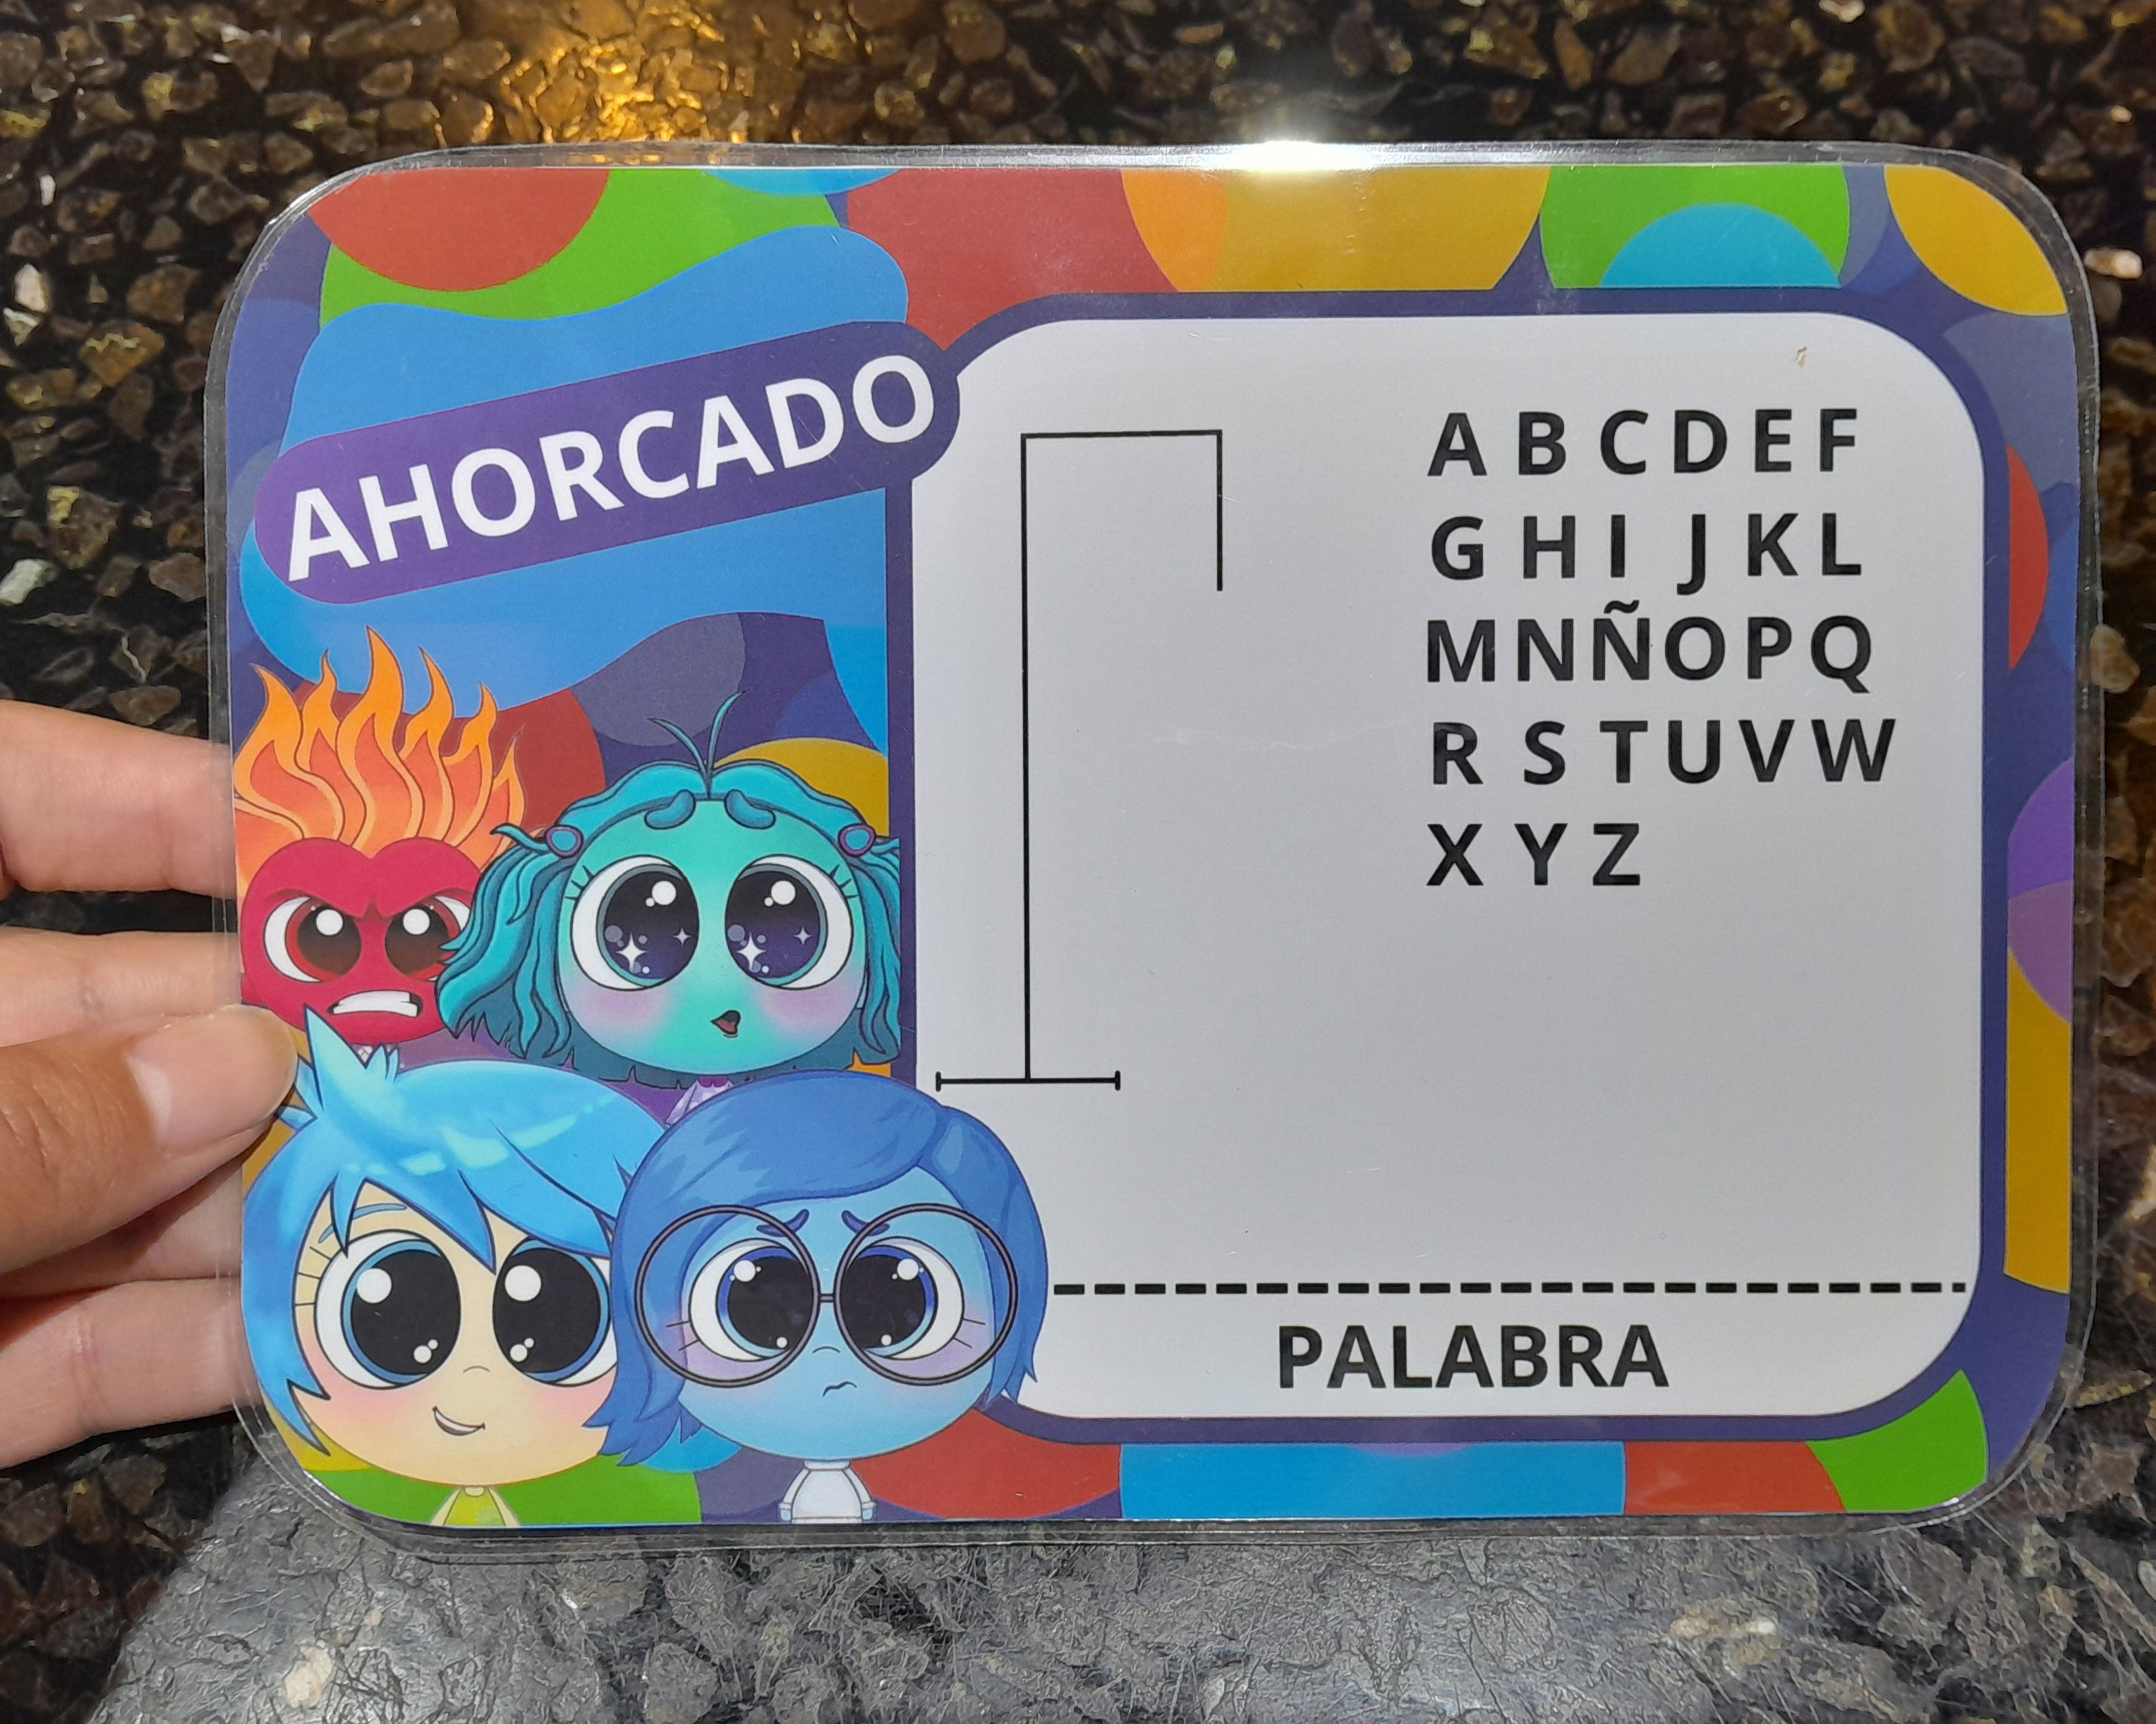 AHORCADO
A B C D E F
G H I J K L
M N Ñ O P Q
R S T U V W
X Y Z
PALABRA